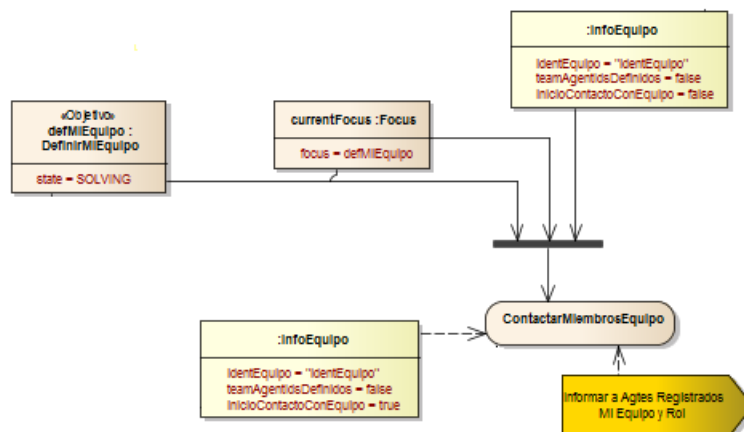 :InfoEquipo
IdentEquipo = "IdentEquipo"
teamAgentIdsDefinidos = false
InicioContactoConEquipo = false
«Objetivo»
defMiEquipo :
DefinirMiEquipo
state = SOLVING
currentFocus :Focus
focus = defMiEquipo
ContactarMiembrosEquipo
:InfoEquipo
IdentEquipo = "IdentEquipo"
teamAgentIdsDefinidos = false
InicioContactoConEquipo = true
Informar a Agtes Registrados
Mi Equipo y Rol